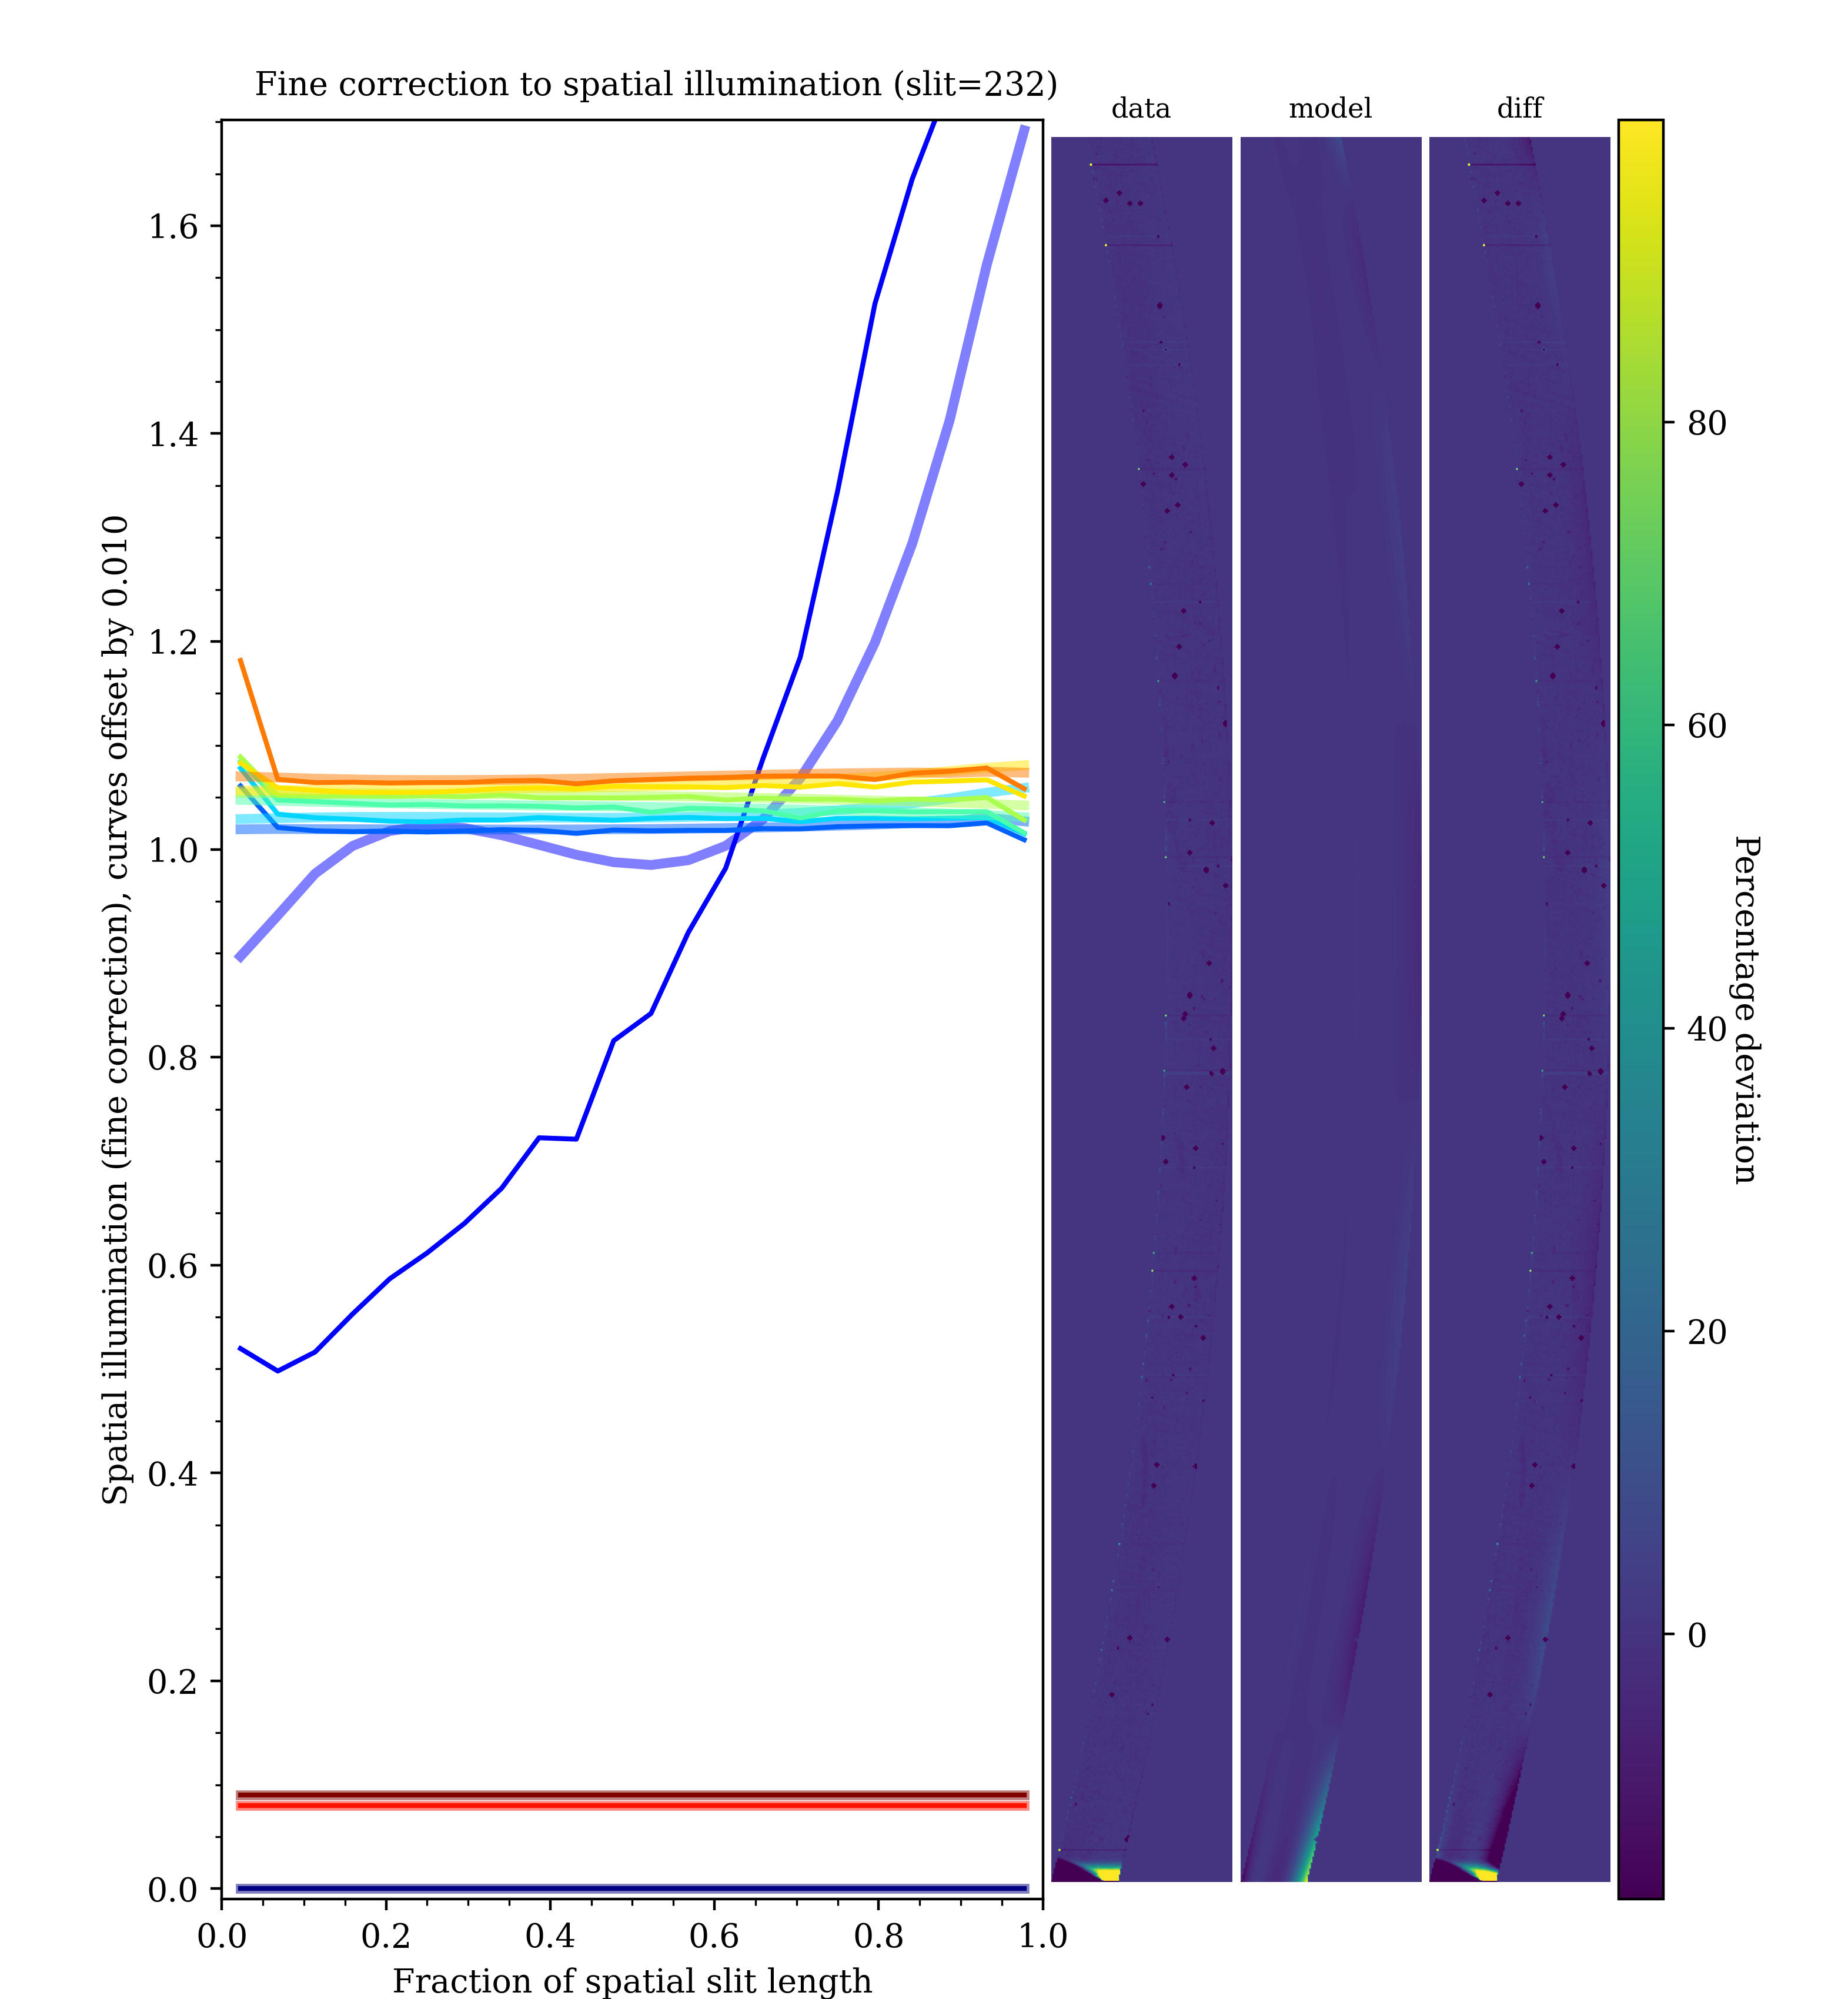 Fine correction to spatial illumination (slit=232)
data
model
diff
Spatial illumination (fine correction), curves offset by 0.010
1.6
1.4
1.2
1.0
0.8
0.6
0.4
0.2
0.0
0.0 0.2 0.4 0.6 0.8 1.0
Fraction of spatial slit length
80
60
40
20
0
Percentage deviation